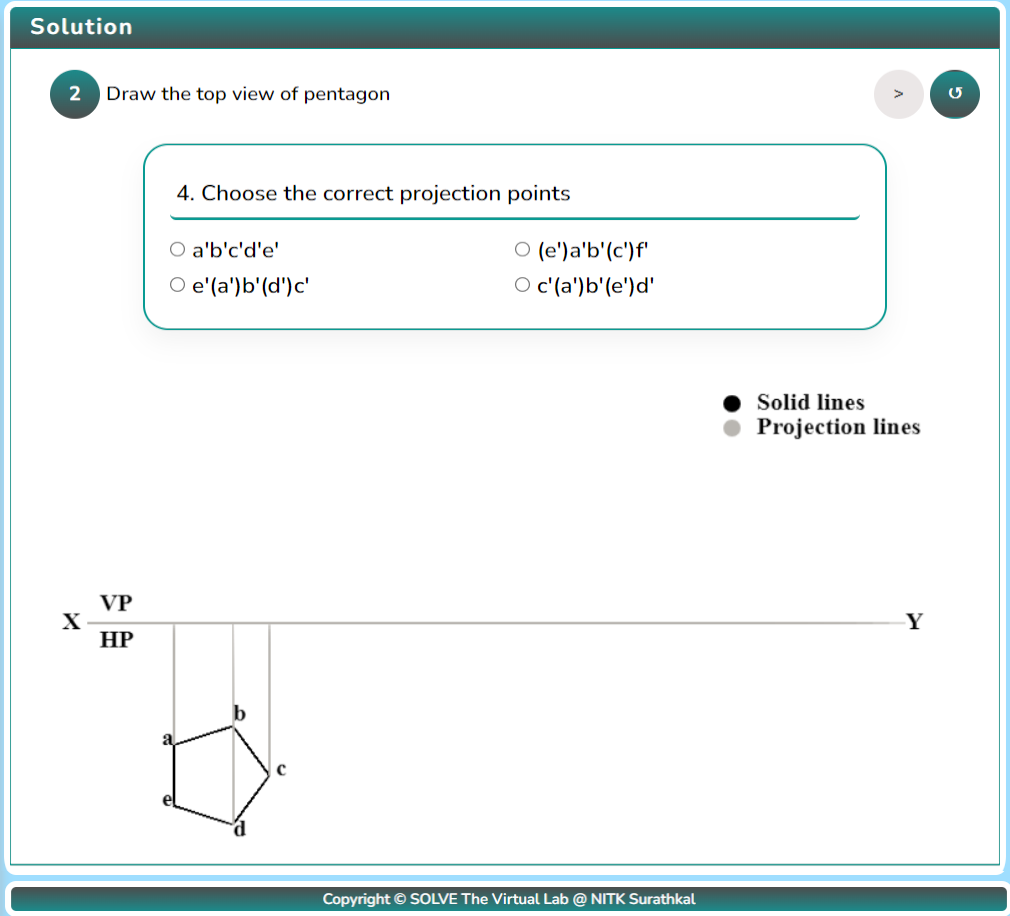 Solution
2 Draw the top view of pentagon > ↺
4. Choose the correct projection points
a'b'c'd'e' (e')a'b'(c')f'
e'(a')b'(d')c' c'(a')b'(e')d'
Solid lines
Projection lines
VP
X Y
HP
b
a
c
e
d
Copyright © SOLVE The Virtual Lab @ NITK Surathkal